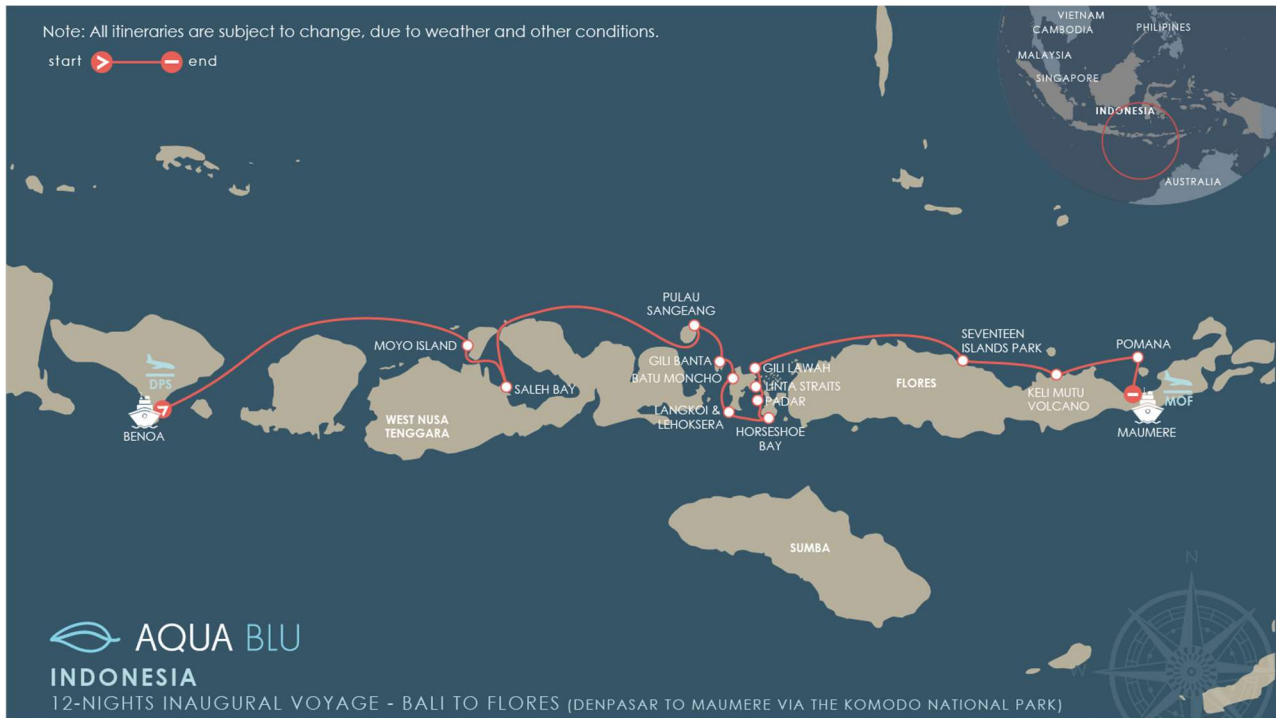 Note: All itineraries are subject to change, due to weather and other conditions.
start
end
VIETNAM
CAMBODIA
PHILIPINES
MALAYSIA
SINGAPORE
INDONESIA
AUSTRALIA
PULAU
SANGEANG
MOYO ISLAND
SEVENTEEN
ISLANDS PARK
POMANA
GILI BANTA
GILI LAWAH
DPS
BATU MONCHO
LINTA STRAITS
FLORES
SALEH BAY
PADAR
KELI MUTU
VOLCANO
MOF
WEST NUSA
TENGGARA
LANGKOI &
LEHOKSERA
HORSESHOE
BAY
BENOA
MAUMERE
SUMBA
N
W
AQUA BLU
INDONESIA
12-NIGHTS INAUGURAL VOYAGE - BALI TO FLORES (DENPASAR TO MAUMERE VIA THE KOMODO NATIONAL PARK)